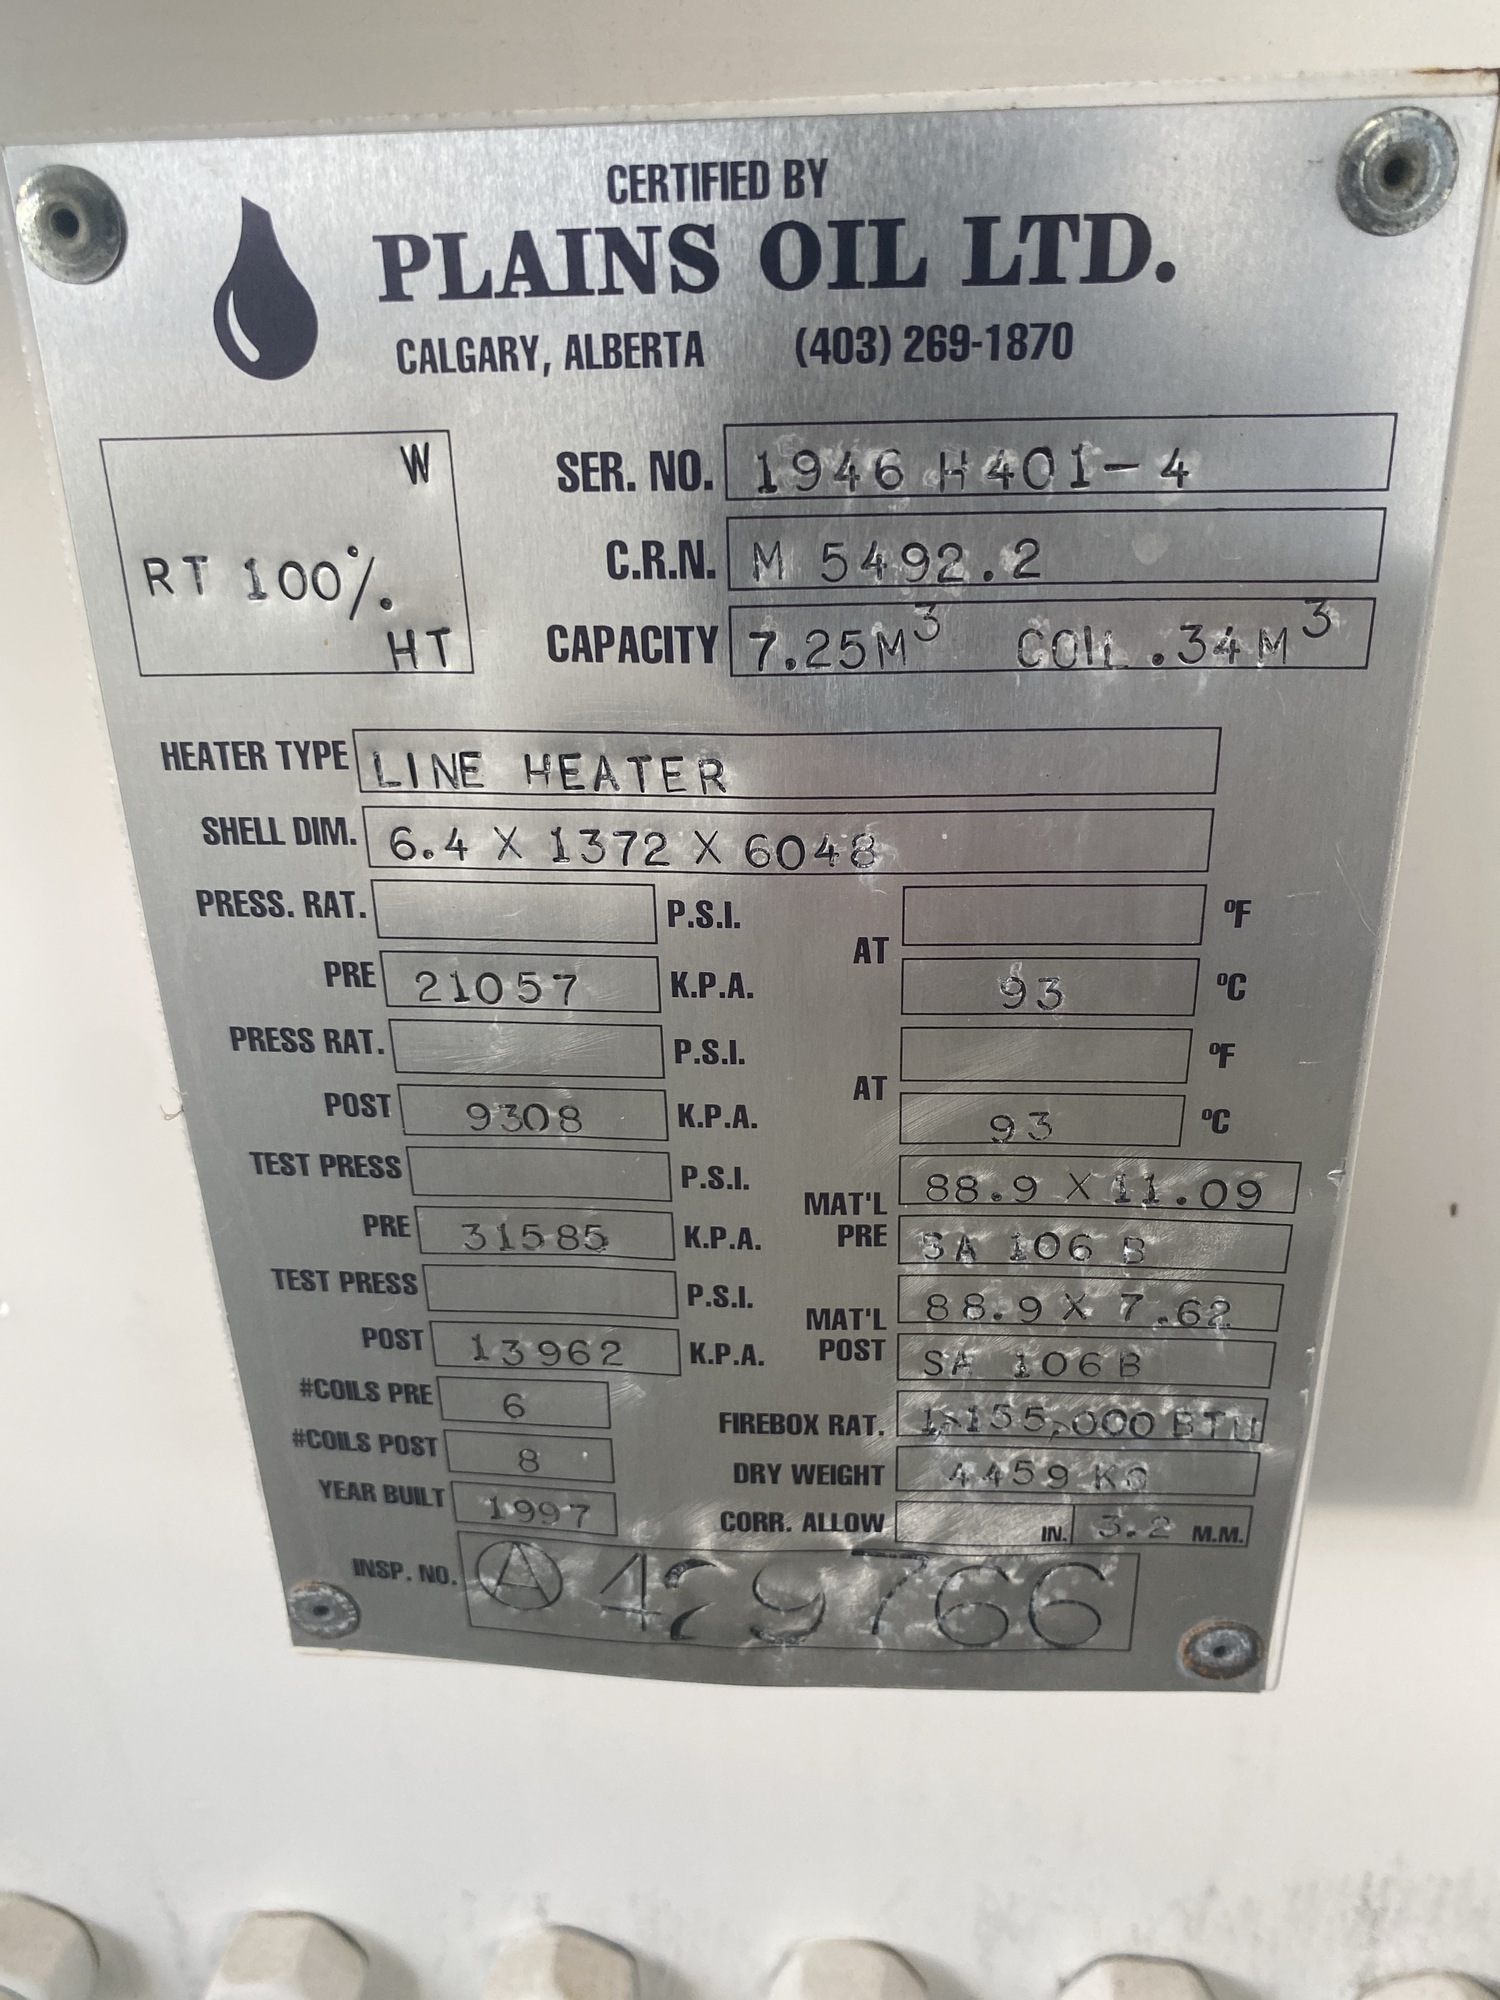 CERTIFIED BY
PLAINS OIL LTD.
CALGARY, ALBERTA (403) 269-1870
W
RT 100%.
HT
SER. NO. 1946 H401-4
C.R.N. M 5492.2
CAPACITY 7.25M³ COIL .34M³
HEATER TYPE LINE HEATER
SHELL DIM. 6.4 X 1372 X 6048
PRESS. RAT. P.S.I. AT °F
PRE 21057 K.P.A. 93 °C
PRESS RAT. P.S.I. AT °F
POST 9308 K.P.A. 93 °C
TEST PRESS P.S.I. MAT'L 88.9 X 11.09
PRE 31585 K.P.A. PRE SA 106 B
TEST PRESS P.S.I. MAT'L 88.9 X 7.62
POST 13962 K.P.A. POST SA 106B
#COILS PRE 6 FIREBOX RAT. 1,155,000 BTU
#COILS POST 8 DRY WEIGHT 4459 KG
YEAR BUILT 1997 CORR. ALLOW IN. 3.2 M.M.
INSP. NO. Ⓐ 429766